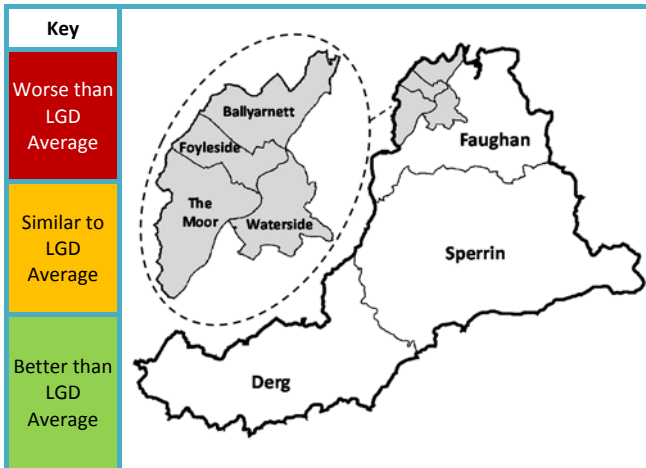 Key
Worse than
LGD
Average
Similar to
LGD
Average
Better than
LGD
Average
Ballyarnett
Foyleside
The
Moor
Waterside
Faughan
Sperrin
Derg